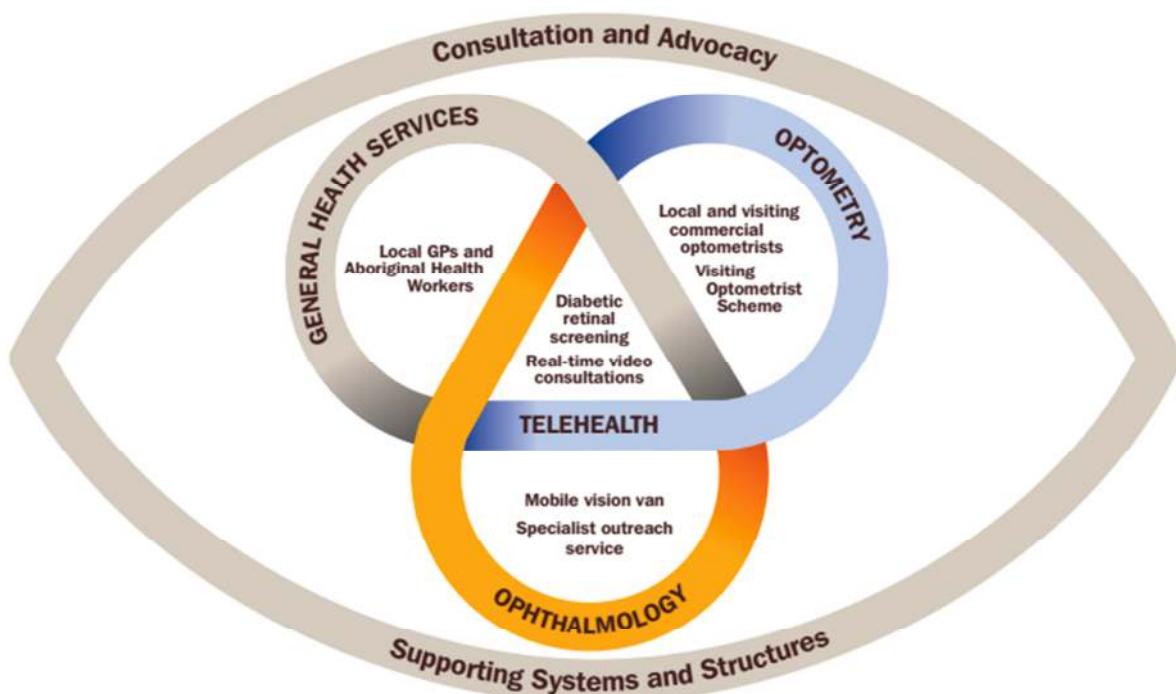 Consultation and Advocacy
GENERAL HEALTH SERVICES
OPTOMETRY
Local GPs and
Aboriginal Health
Workers
Local and visiting
commercial
optometrists
Visiting
Optometrist
Scheme
Diabetic
retinal
screening
Real-time video
consultations
TELEHEALTH
Mobile vision van
Specialist outreach
service
OPHTHALMOLOGY
Supporting Systems and Structures